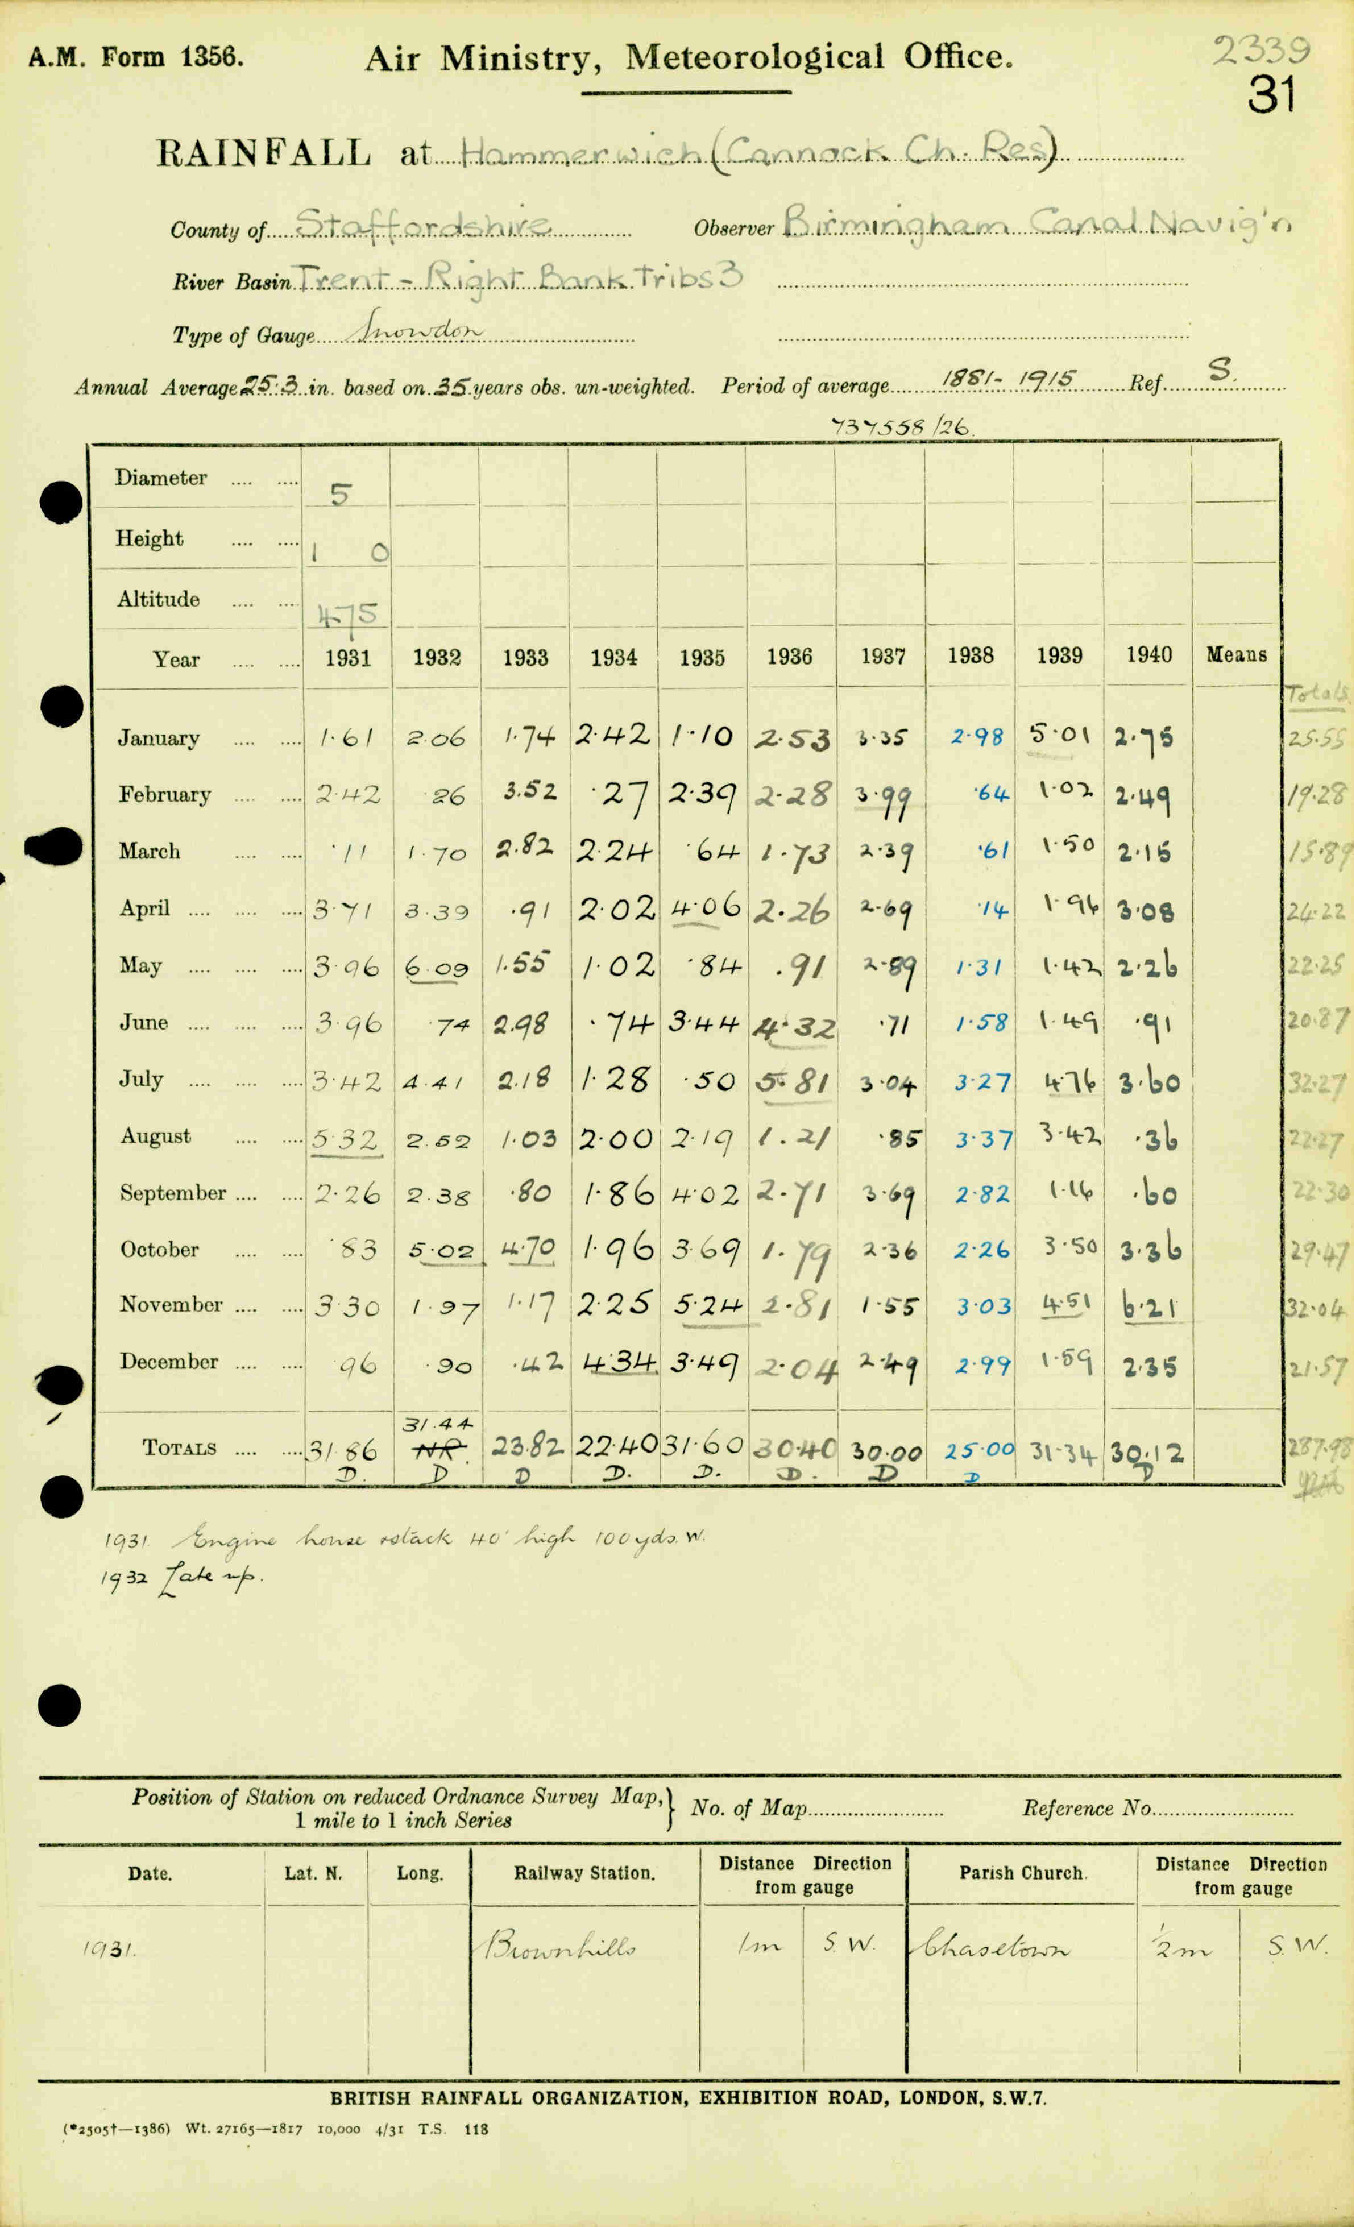 A.M. Form 1356.
Air Ministry, Meteorological Office.
2339
31
RAINFALL at Hammerwich (Cannock Ch. Res)
County of Staffordshire Observer Birmingham Canal Navig'n
River Basin Trent - Right Bank Tribs 3
Type of Gauge Snowdon
Annual Average 25.3 in. based on 35 years obs. un-weighted. Period of average 1881-1915 Ref. S.
737558/26.
Diameter 5
Height 1 0
Altitude 475
Year 1931 1932 1933 1934 1935 1936 1937 1938 1939 1940 Means
Totals
January 1.61 2.06 1.74 2.42 1.10 2.53 3.35 2.98 5.01 2.75 25.55
February 2.42 26 3.52 .27 2.39 2.28 3.99 .64 1.02 2.49 19.28
March .11 1.70 2.82 2.24 .64 1.73 2.39 .61 1.50 2.15 15.89
April 3.71 3.39 .91 2.02 4.06 2.26 2.69 .14 1.96 3.08 24.22
May 3.96 6.09 1.55 1.02 .84 .91 2.89 1.31 1.42 2.26 22.25
June 3.96 .74 2.98 .74 3.44 4.32 .71 1.58 1.49 .91 20.87
July 3.42 4.41 2.18 1.28 .50 5.81 3.04 3.27 4.76 3.60 32.27
August 5.32 2.52 1.03 2.00 2.19 1.21 .85 3.37 3.42 .36 22.27
September 2.26 2.38 .80 1.86 4.02 2.71 3.69 2.82 1.16 .60 22.30
October .83 5.02 4.70 1.96 3.69 1.79 2.36 2.26 3.50 3.36 29.47
November 3.30 1.97 1.17 2.25 5.24 2.81 1.55 3.03 4.51 6.21 32.04
December 96 .90 .42 4.34 3.49 2.04 2.49 2.99 1.59 2.35 21.57
31.44
TOTALS 31.86 NR. 23.82 22.40 31.60 30.40 30.00 25.00 31.34 30.12 287.98
D. D D D. D. D. D D D
1931. Engine house & stack 40' high 100 yds. W.
1932 Late up.
Position of Station on reduced Ordnance Survey Map,
1 mile to 1 inch Series
No. of Map Reference No.
Date. Lat. N. Long. Railway Station. Distance Direction from gauge Parish Church. Distance Direction from gauge
1931. Brownhills 1m S.W. Chasetown ½m S.W.
BRITISH RAINFALL ORGANIZATION, EXHIBITION ROAD, LONDON, S.W.7.
(*2505†—1386) Wt. 27165—1817 10,000 4/31 T.S. 118